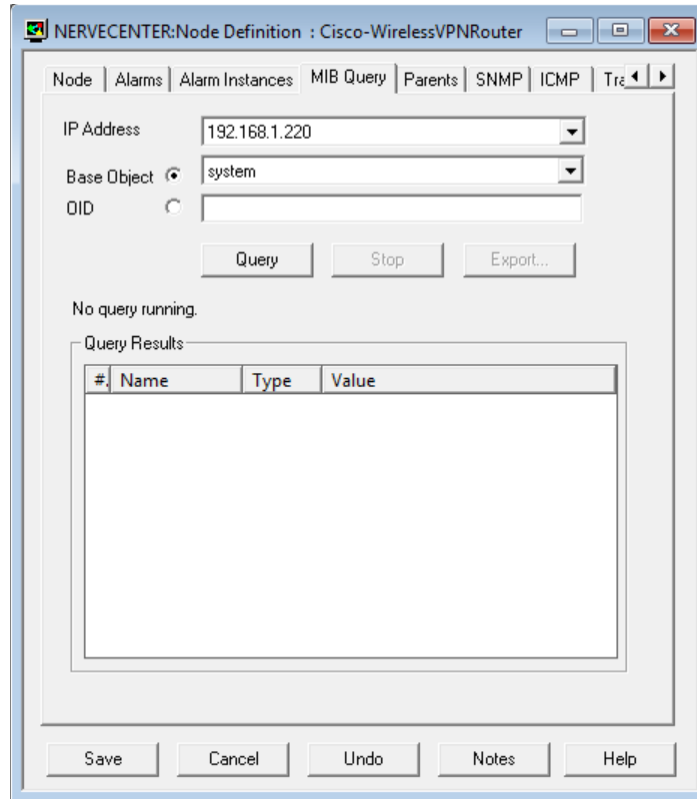 NERVECENTER:Node Definition : Cisco-WirelessVPNRouter
Node Alarms Alarm Instances MIB Query Parents SNMP ICMP
IP Address 192.168.1.220
Base Object system
OID
Query Stop Export...
No query running.
Query Results
#. Name Type Value
Save Cancel Undo Notes Help